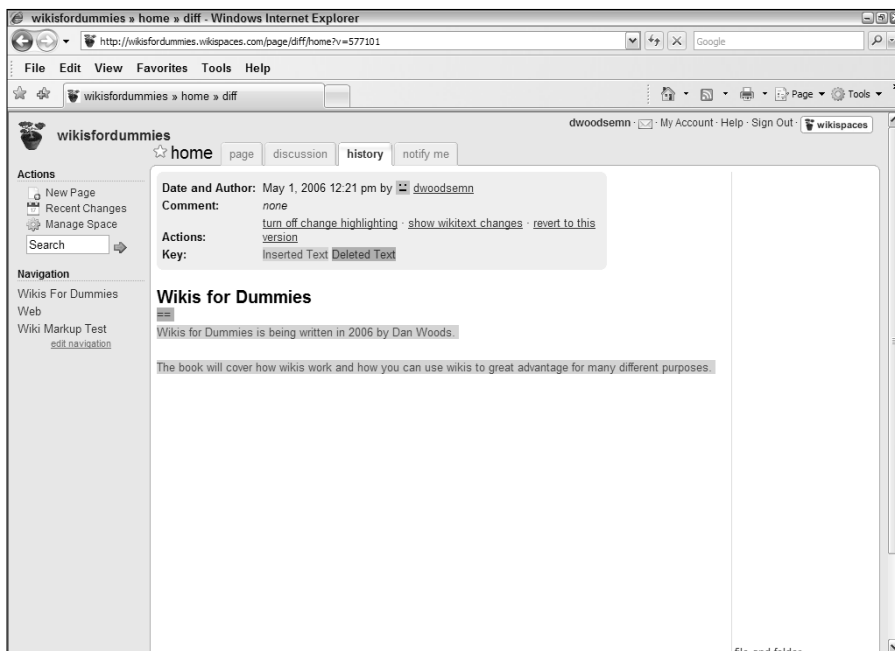 wikisfordummies » home » diff - Windows Internet Explorer
http://wikisfordummies.wikispaces.com/page/diff/home?v=577101
Google
File Edit View Favorites Tools Help
wikisfordummies » home » diff
Page Tools
dwoodsemn · My Account · Help · Sign Out · wikispaces
wikisfordummies
home page discussion history notify me
Actions
New Page
Recent Changes
Manage Space
Search
Navigation
Wikis For Dummies
Web
Wiki Markup Test
edit navigation
Date and Author: May 1, 2006 12:21 pm by dwoodsemn
Comment: none
Actions: turn off change highlighting · show wikitext changes · revert to this
version
Key: Inserted Text Deleted Text
Wikis for Dummies
==
Wikis for Dummies is being written in 2006 by Dan Woods.
The book will cover how wikis work and how you can use wikis to great advantage for many different purposes.
file and folder